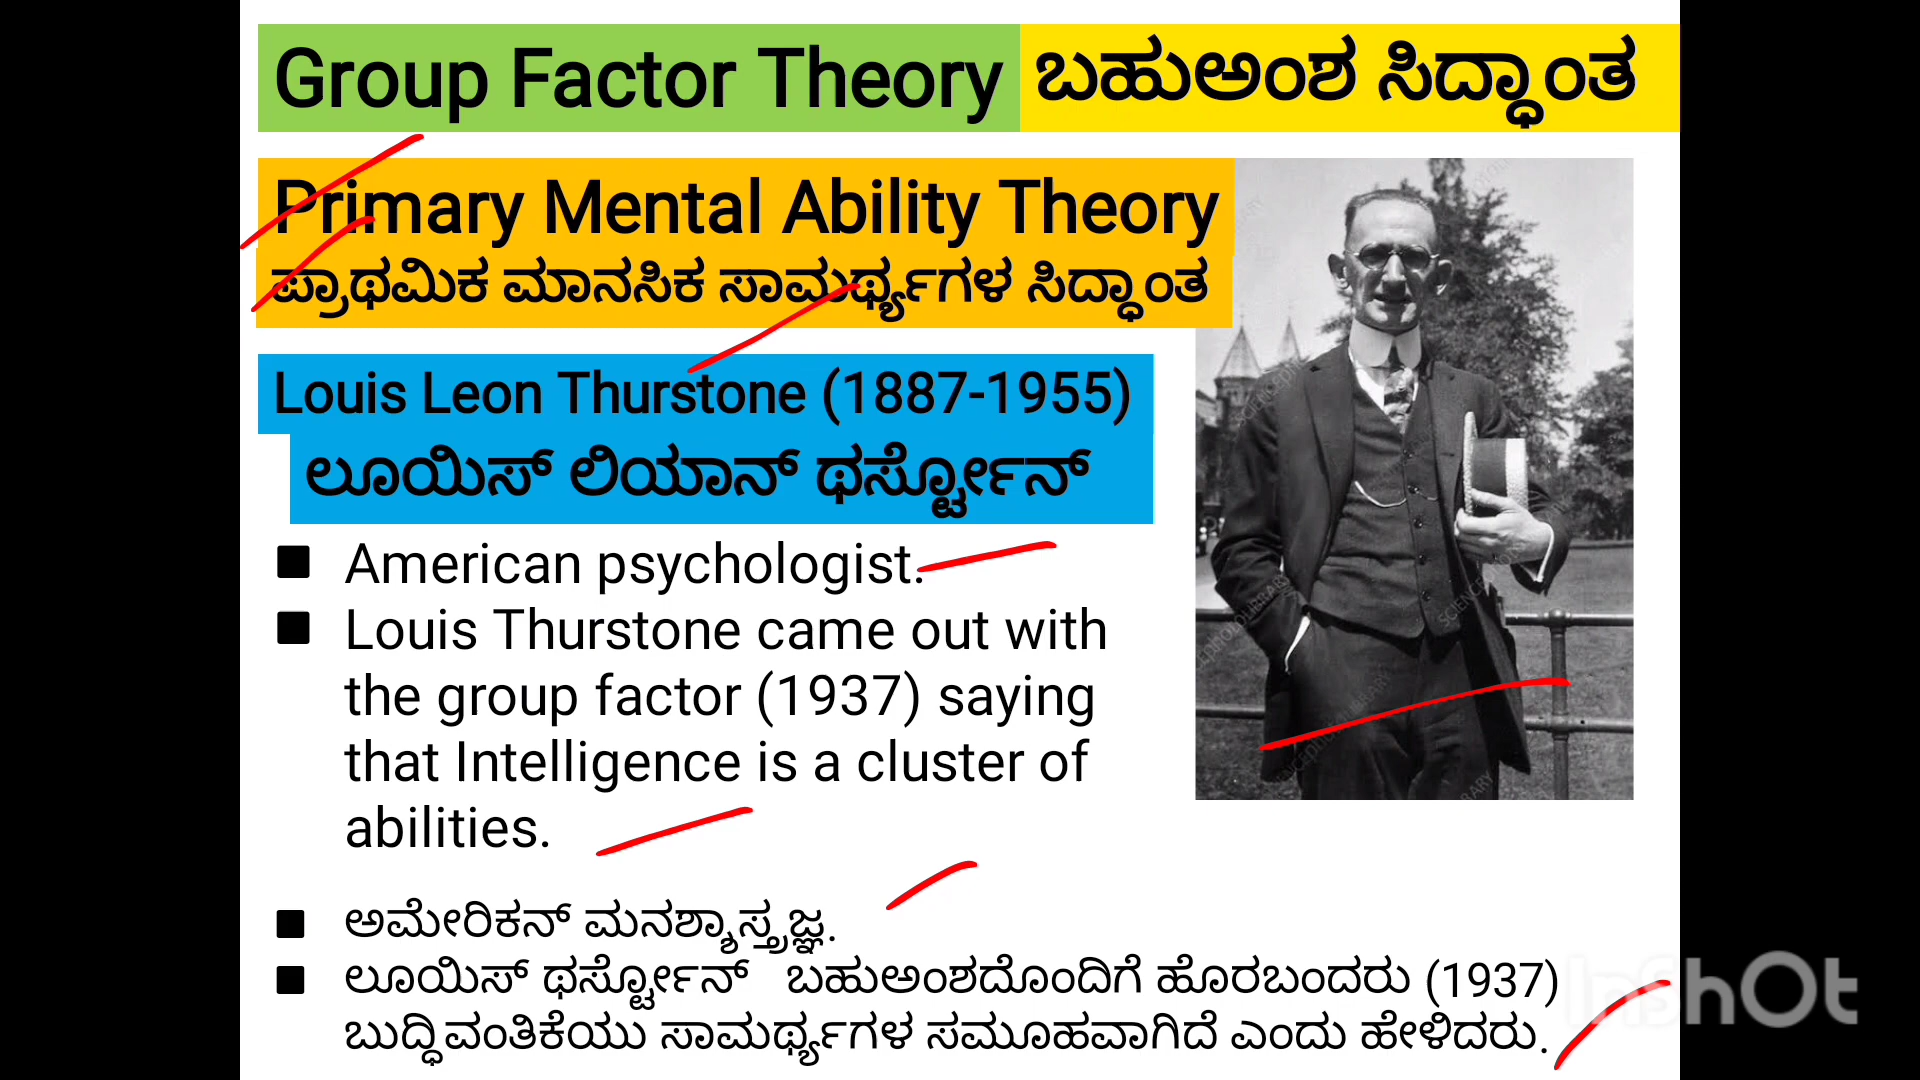 Group Factor Theory ಬಹುಅಂಶ ಸಿದ್ಧಾಂತ
Primary Mental Ability Theory
ಪ್ರಾಥಮಿಕ ಮಾನಸಿಕ ಸಾಮರ್ಥ್ಯಗಳ ಸಿದ್ಧಾಂತ
Louis Leon Thurstone (1887-1955)
ಲೂಯಿಸ್ ಲಿಯಾನ್ ಥರ್ಸ್ಟೋನ್
American psychologist.
Louis Thurstone came out with
the group factor (1937) saying
that Intelligence is a cluster of
abilities.
ಅಮೇರಿಕನ್ ಮನಶ್ಶಾಸ್ತ್ರಜ್ಞ.
ಲೂಯಿಸ್ ಥರ್ಸ್ಟೋನ್ ಬಹುಅಂಶದೊಂದಿಗೆ ಹೊರಬಂದರು (1937)
ಬುದ್ಧಿವಂತಿಕೆಯು ಸಾಮರ್ಥ್ಯಗಳ ಸಮೂಹವಾಗಿದೆ ಎಂದು ಹೇಳಿದರು.
InShOt